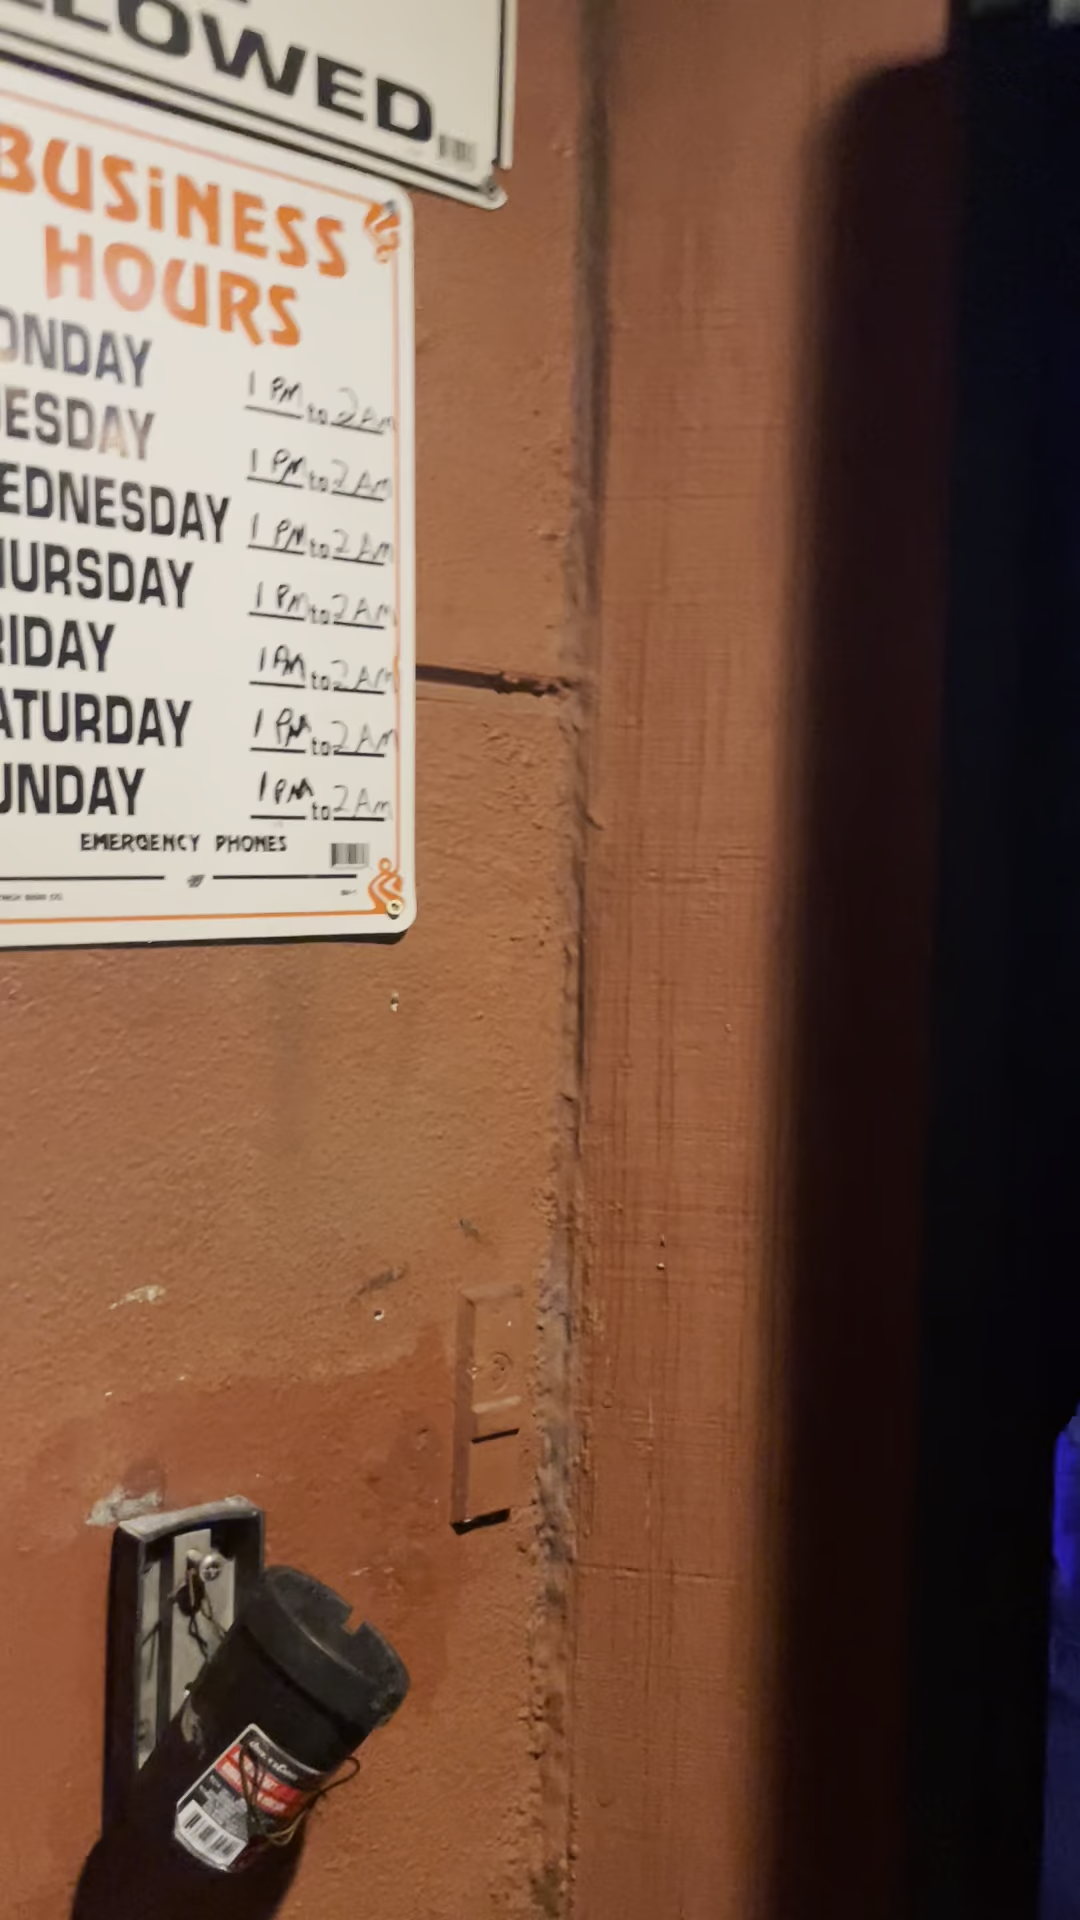 LLOWED
BUSiNESS
HOURS
ONDAY 1 PM to 2 AM
ESDAY 1 PM to 2 AM
EDNESDAY 1 PM to 2 AM
HURSDAY 1 PM to 2 AM
RIDAY 1 AM to 2 AM
ATURDAY 1 PM to 2 AM
UNDAY 1 PM to 2 AM
EMERGENCY PHONES